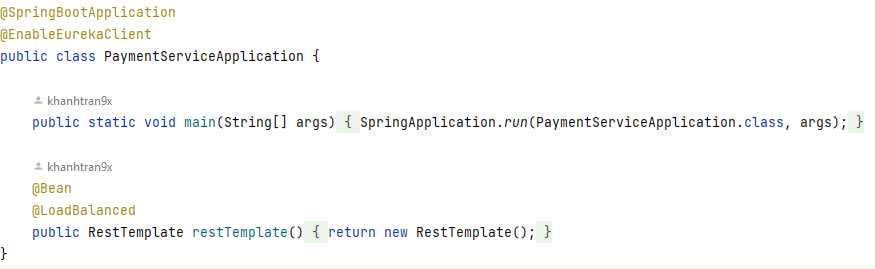 @SpringBootApplication
@EnableEurekaClient
public class PaymentServiceApplication {
khanhtran9x
public static void main(String[] args) { SpringApplication.run(PaymentServiceApplication.class, args); }
khanhtran9x
@Bean
@LoadBalanced
public RestTemplate restTemplate() { return new RestTemplate(); }
}